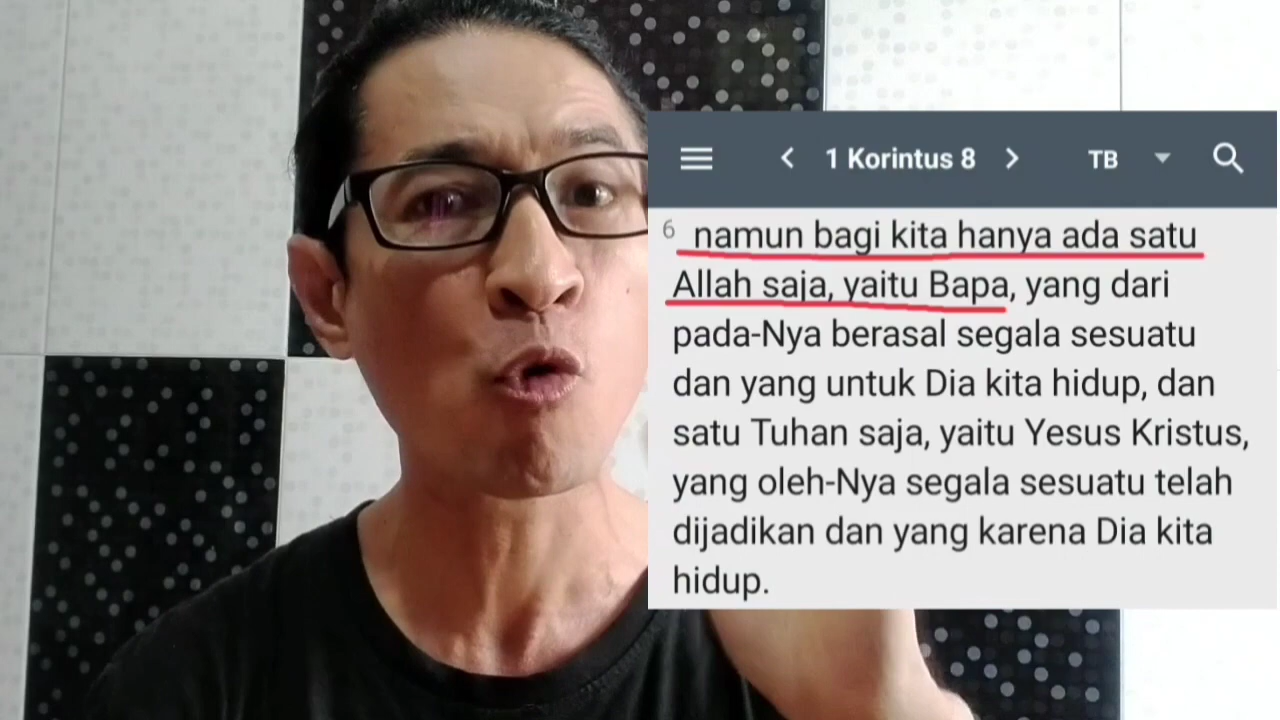 1 Korintus 8 TB
6 namun bagi kita hanya ada satu
Allah saja, yaitu Bapa, yang dari
pada-Nya berasal segala sesuatu
dan yang untuk Dia kita hidup, dan
satu Tuhan saja, yaitu Yesus Kristus,
yang oleh-Nya segala sesuatu telah
dijadikan dan yang karena Dia kita
hidup.